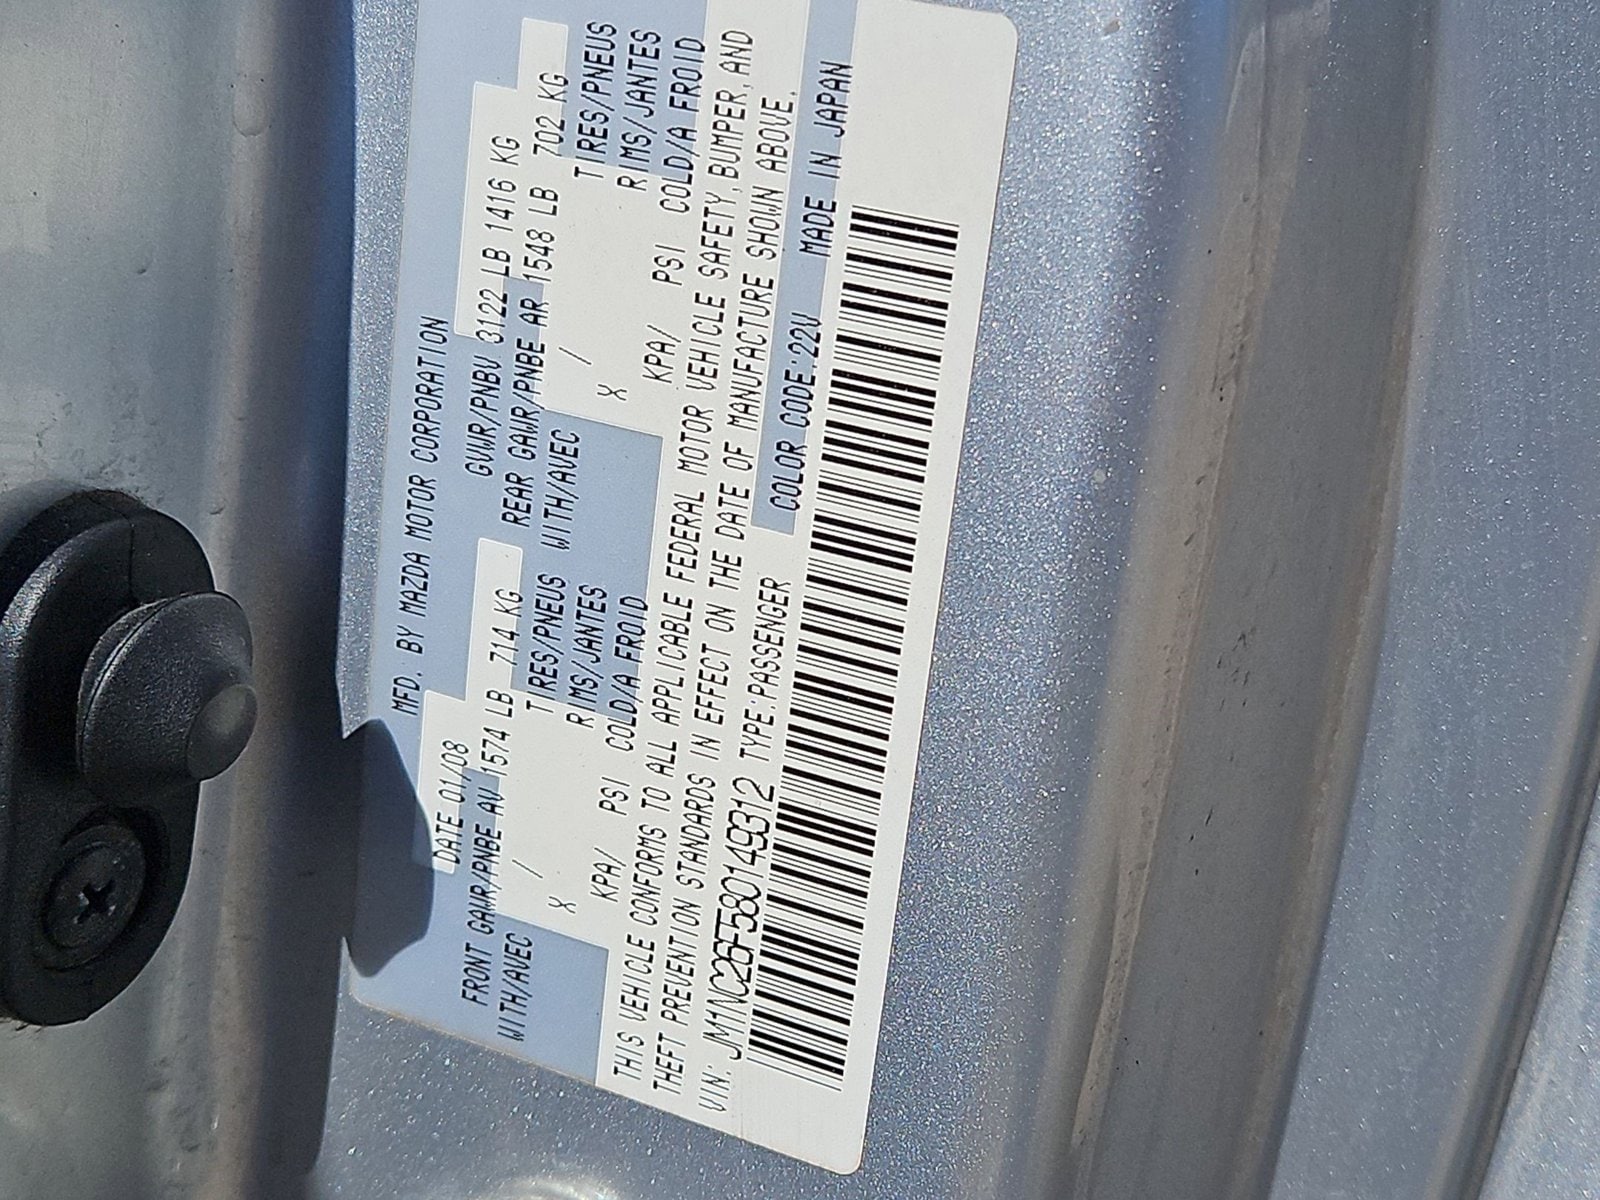 MFD. BY MAZDA MOTOR CORPORATION
DATE 01/08 GVWR/PNBV 3122 LB 1416 KG
FRONT GAWR/PNBE AV 1574 LB 714 KG REAR GAWR/PNBE AR 1548 LB 702 KG
WITH/AVEC / TIRES/PNEUS WITH/AVEC / TIRES/PNEUS
X RIMS/JANTES X RIMS/JANTES
KPA/ PSI COLD/A FROID KPA/ PSI COLD/A FROID
THIS VEHICLE CONFORMS TO ALL APPLICABLE FEDERAL MOTOR VEHICLE SAFETY, BUMPER, AND
THEFT PREVENTION STANDARDS IN EFFECT ON THE DATE OF MANUFACTURE SHOWN ABOVE.
VIN: JM1NC26F580149312 TYPE:PASSENGER COLOR CODE:22V MADE IN JAPAN